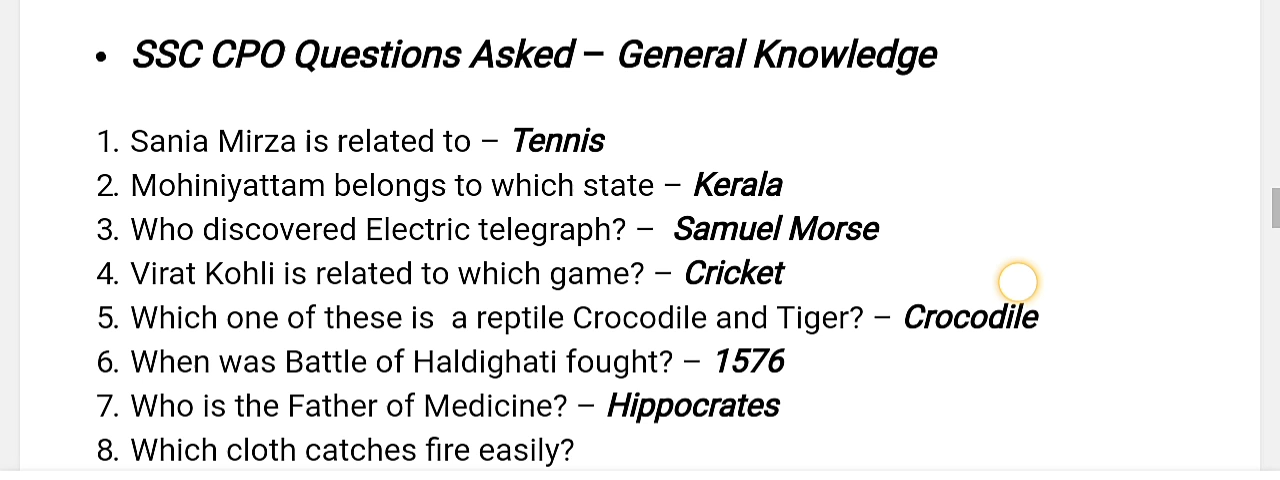 • SSC CPO Questions Asked – General Knowledge
1. Sania Mirza is related to – Tennis
2. Mohiniyattam belongs to which state – Kerala
3. Who discovered Electric telegraph? – Samuel Morse
4. Virat Kohli is related to which game? – Cricket
5. Which one of these is  a reptile Crocodile and Tiger? – Crocodile
6. When was Battle of Haldighati fought? – 1576
7. Who is the Father of Medicine? – Hippocrates
8. Which cloth catches fire easily?